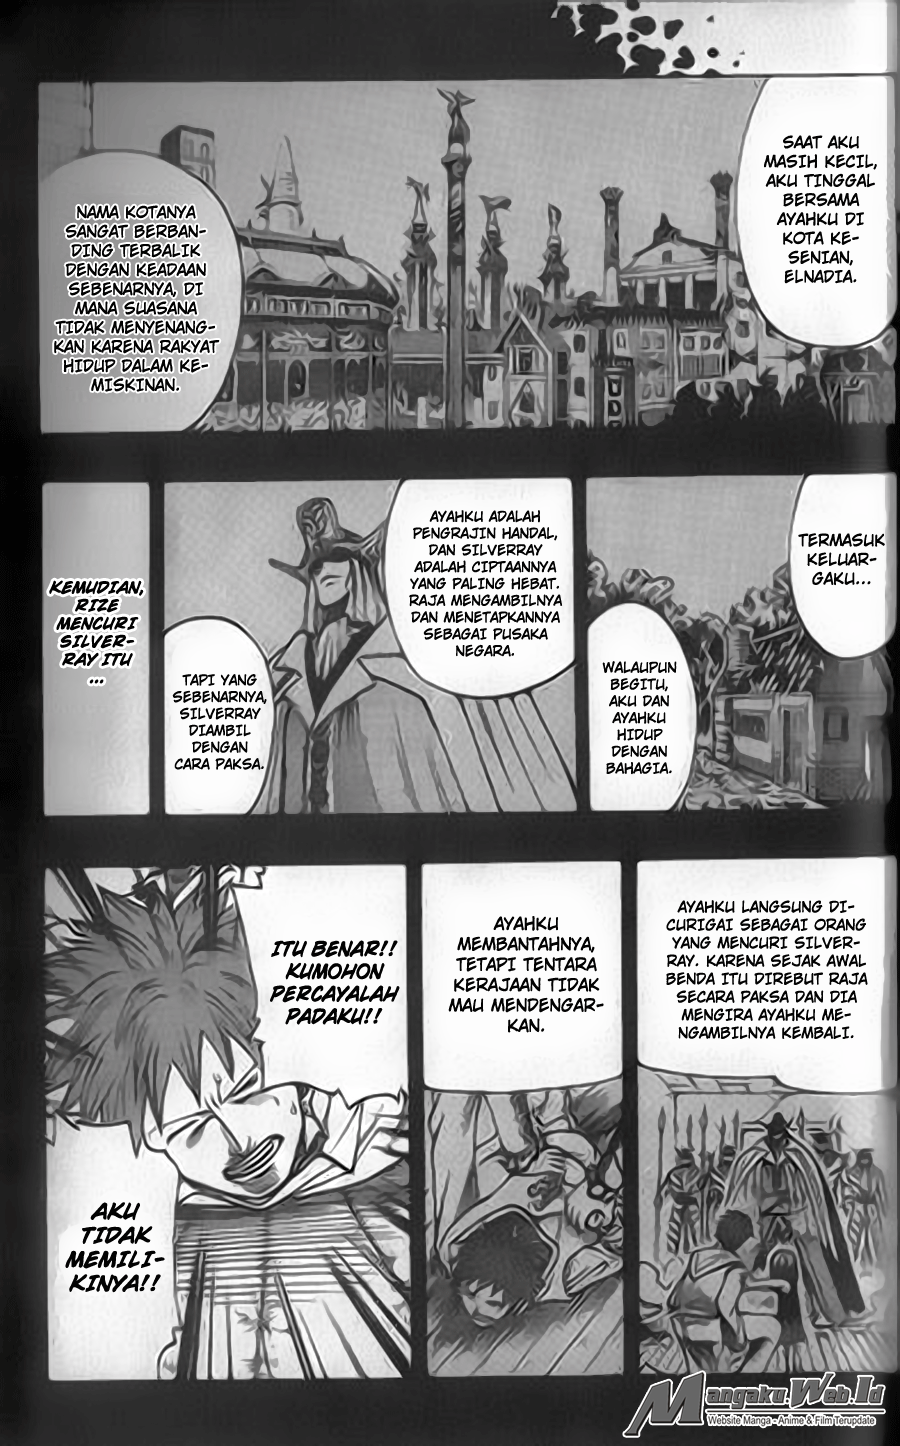 SAAT AKU
MASIH KECIL,
AKU TINGGAL
BERSAMA
AYAHKU DI
KOTA KE-
SENIAN,
ELNADIA.
NAMA KOTANYA
SANGAT BERBAN-
DING TERBALIK
DENGAN KEADAAN
SEBENARNYA, DI
MANA SUASANA
TIDAK MENYENANG-
KAN KARENA RAKYAT
HIDUP DALAM KE-
MISKINAN.
TERMASUK
KELUAR-
GAKU...
WALAUPUN
BEGITU,
AKU DAN
AYAHKU
HIDUP
DENGAN
BAHAGIA.
AYAHKU ADALAH
PENGRAJIN HANDAL,
DAN SILVERRAY
ADALAH CIPTAANNYA
YANG PALING HEBAT.
RAJA MENGAMBILNYA
DAN MENETAPKANNYA
SEBAGAI PUSAKA
NEGARA.
TAPI YANG
SEBENARNYA,
SILVERRAY
DIAMBIL
DENGAN
CARA PAKSA.
KEMUDIAN,
RIZE
MENCURI
SILVER-
RAY ITU
...
AYAHKU LANGSUNG DI-
CURIGAI SEBAGAI ORANG
YANG MENCURI SILVER-
RAY. KARENA SEJAK AWAL
BENDA ITU DIREBUT RAJA
SECARA PAKSA DAN DIA
MENGIRA AYAHKU ME-
NGAMBILNYA KEMBALI.
AYAHKU
MEMBANTAHNYA,
TETAPI TENTARA
KERAJAAN TIDAK
MAU MENDENGAR-
KAN.
ITU BENAR!!
KUMOHON
PERCAYALAH
PADAKU!!
AKU
TIDAK
MEMILI-
KINYA!!
Mangaku.Web.Id
Website Manga - Anime & Film Terupdate